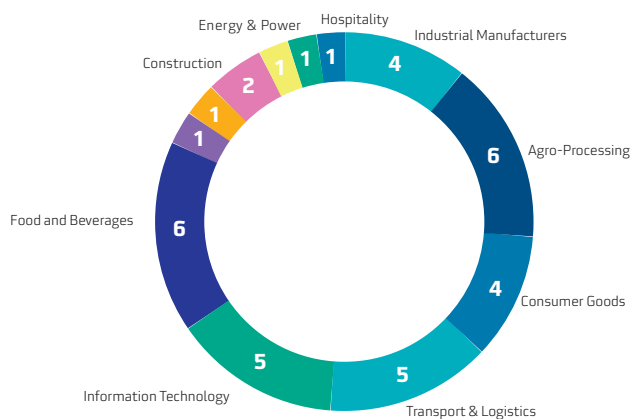 Hospitality
Energy & Power
Industrial Manufacturers
Construction
1
1
1
4
2
1
1
6
Agro-Processing
Food and Beverages
6
4
Consumer Goods
5
5
Information Technology
Transport & Logistics